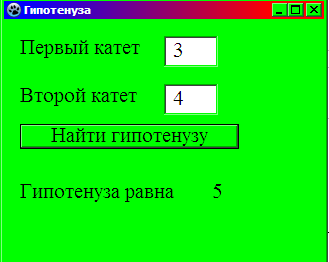 Гипотенуза
Первый катет 3
Второй катет 4
Найти гипотенузу
Гипотенуза равна 5